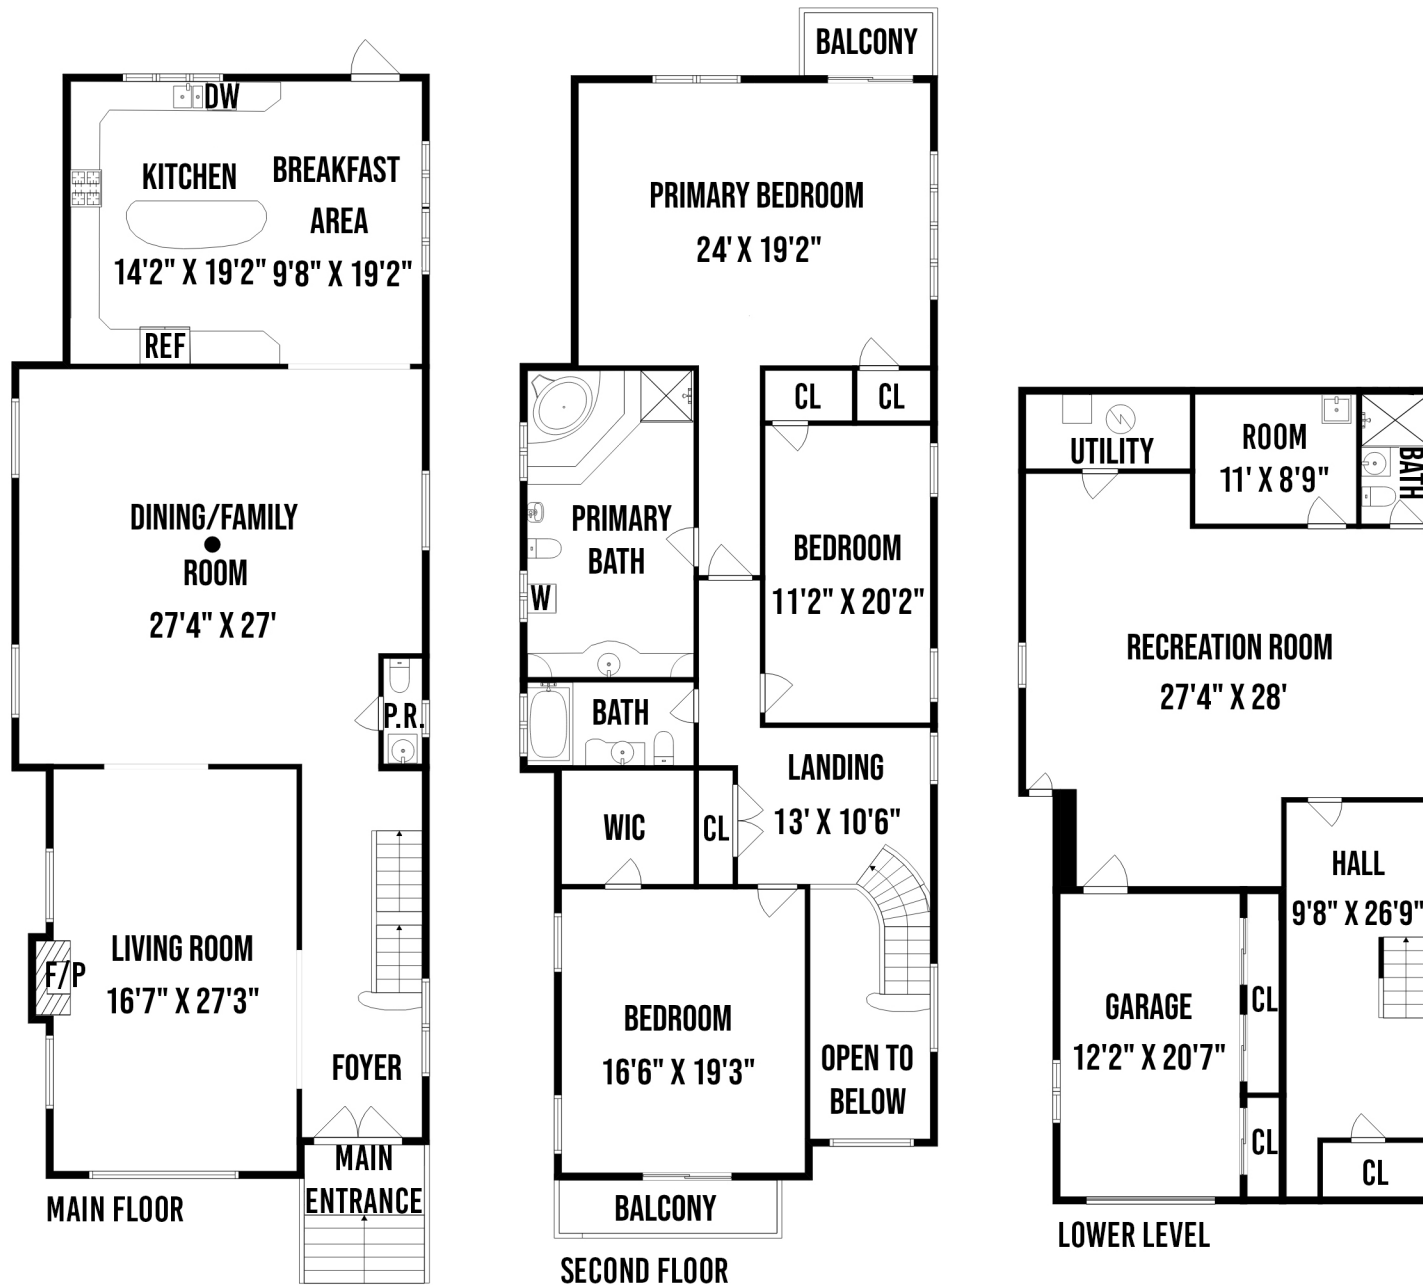 DW
KITCHEN
BREAKFAST
AREA
14'2" X 19'2"
9'8" X 19'2"
REF
DINING/FAMILY
ROOM
27'4" X 27'
P.R.
LIVING ROOM
16'7" X 27'3"
F/P
FOYER
MAIN
ENTRANCE
MAIN FLOOR
BALCONY
PRIMARY BEDROOM
24' X 19'2"
CL
CL
PRIMARY
BATH
W
BEDROOM
11'2" X 20'2"
BATH
LANDING
13' X 10'6"
WIC
CL
BEDROOM
16'6" X 19'3"
OPEN TO
BELOW
BALCONY
SECOND FLOOR
UTILITY
ROOM
11' X 8'9"
BATH
RECREATION ROOM
27'4" X 28'
HALL
9'8" X 26'9"
GARAGE
12'2" X 20'7"
CL
CL
CL
LOWER LEVEL